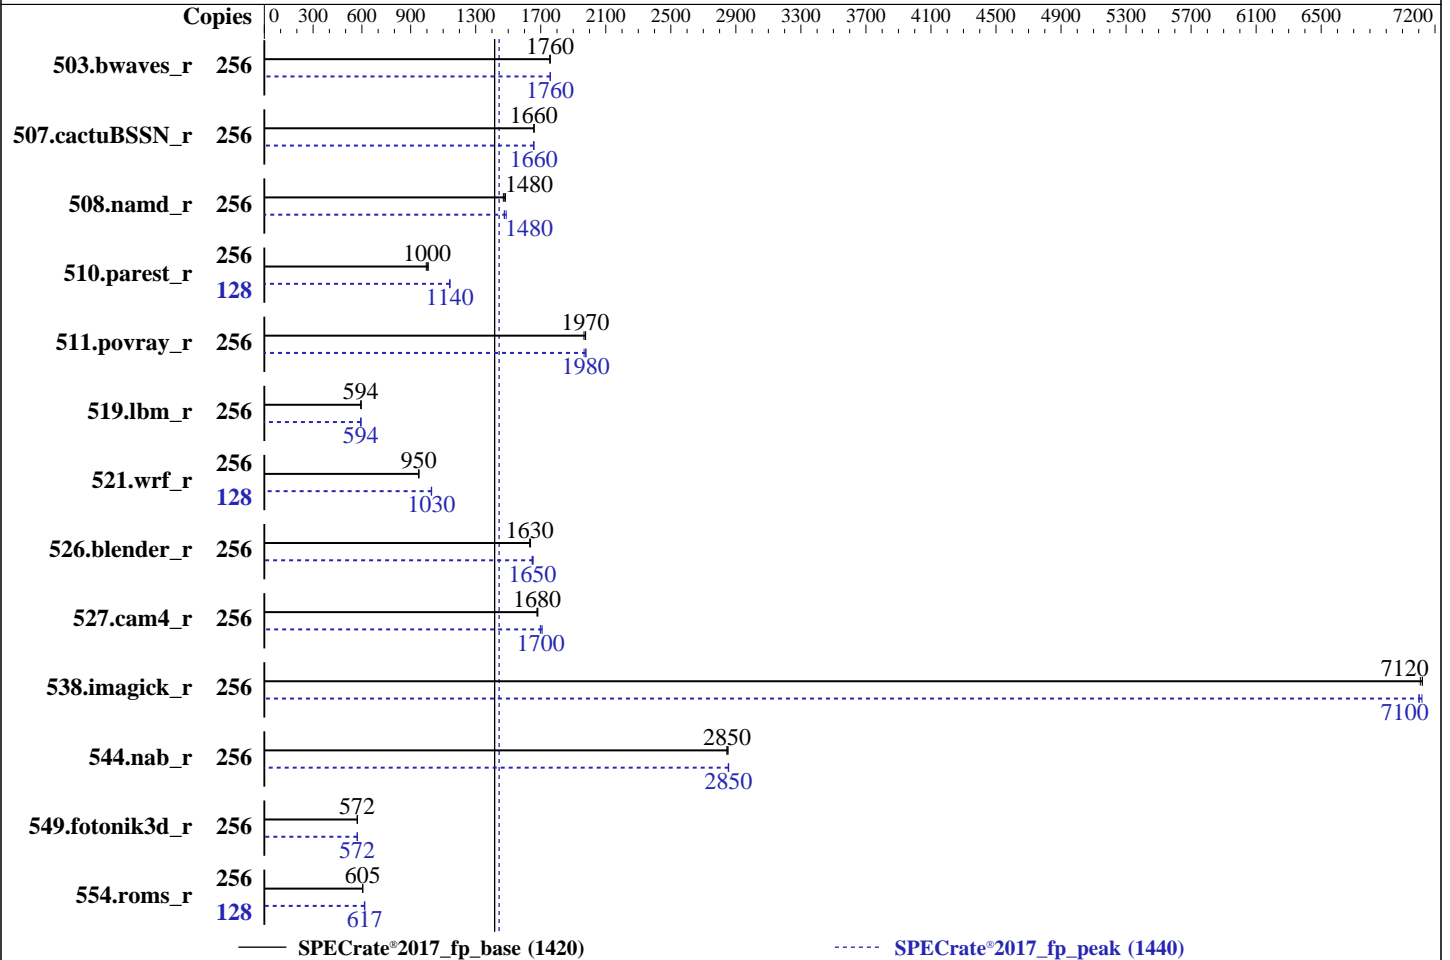 Copies 0 300 600 900 1300 1700 2100 2500 2900 3300 3700 4100 4500 4900 5300 5700 6100 6500 7200
503.bwaves_r 256 1760
1760
507.cactuBSSN_r 256 1660
1660
508.namd_r 256 1480
1480
510.parest_r 256 1000
128 1140
511.povray_r 256 1970
1980
519.lbm_r 256 594
594
521.wrf_r 256 950
128 1030
526.blender_r 256 1630
1650
527.cam4_r 256 1680
1700
538.imagick_r 256 7120
7100
544.nab_r 256 2850
2850
549.fotonik3d_r 256 572
572
554.roms_r 256 605
128 617
SPECrate®2017_fp_base (1420) SPECrate®2017_fp_peak (1440)